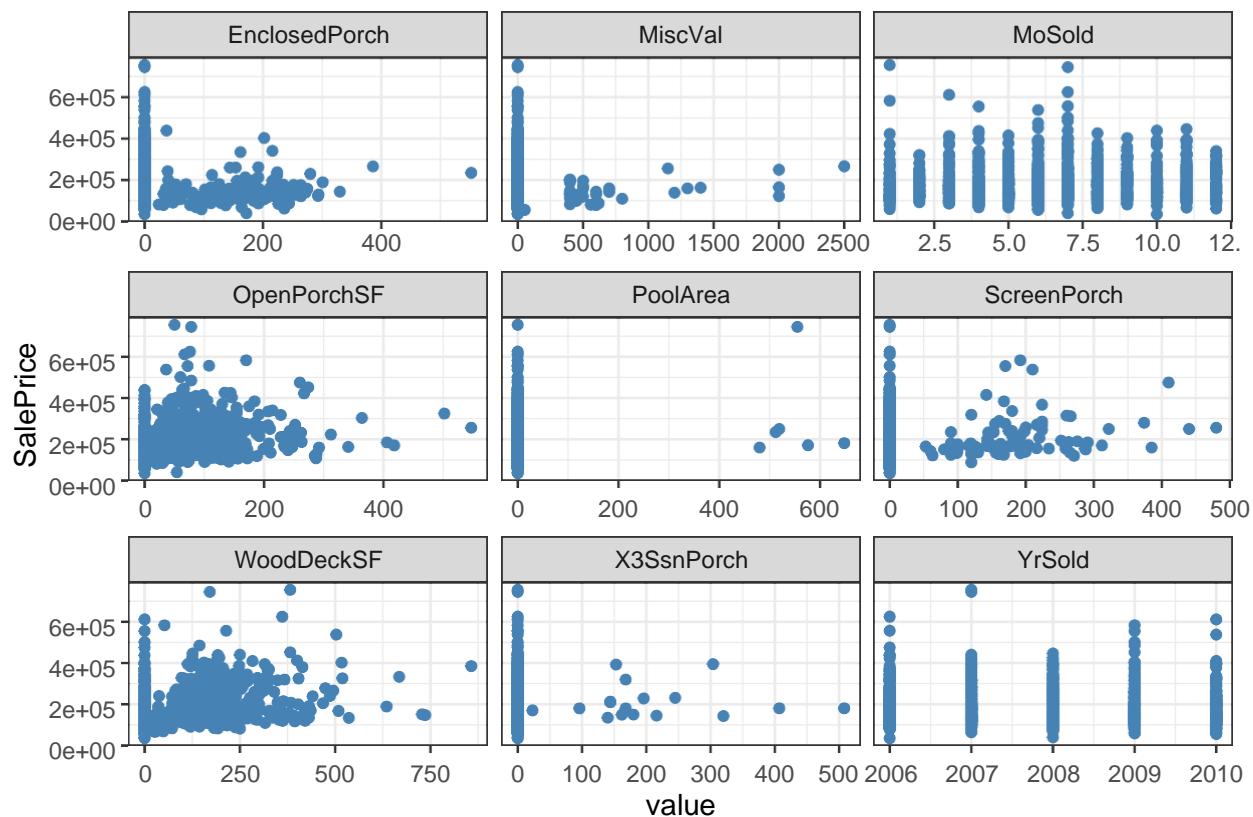 EnclosedPorch MiscVal MoSold
6e+05
4e+05
2e+05
0e+00
0 200 400 0 500 1000 1500 2000 2500 2.5 5.0 7.5 10.0 12.
OpenPorchSF PoolArea ScreenPorch
6e+05
4e+05
2e+05
0e+00
0 200 400 0 200 400 600 0 100 200 300 400 500
WoodDeckSF X3SsnPorch YrSold
6e+05
4e+05
2e+05
0e+00
0 250 500 750 0 100 200 300 400 500 2006 2007 2008 2009 2010
SalePrice
value